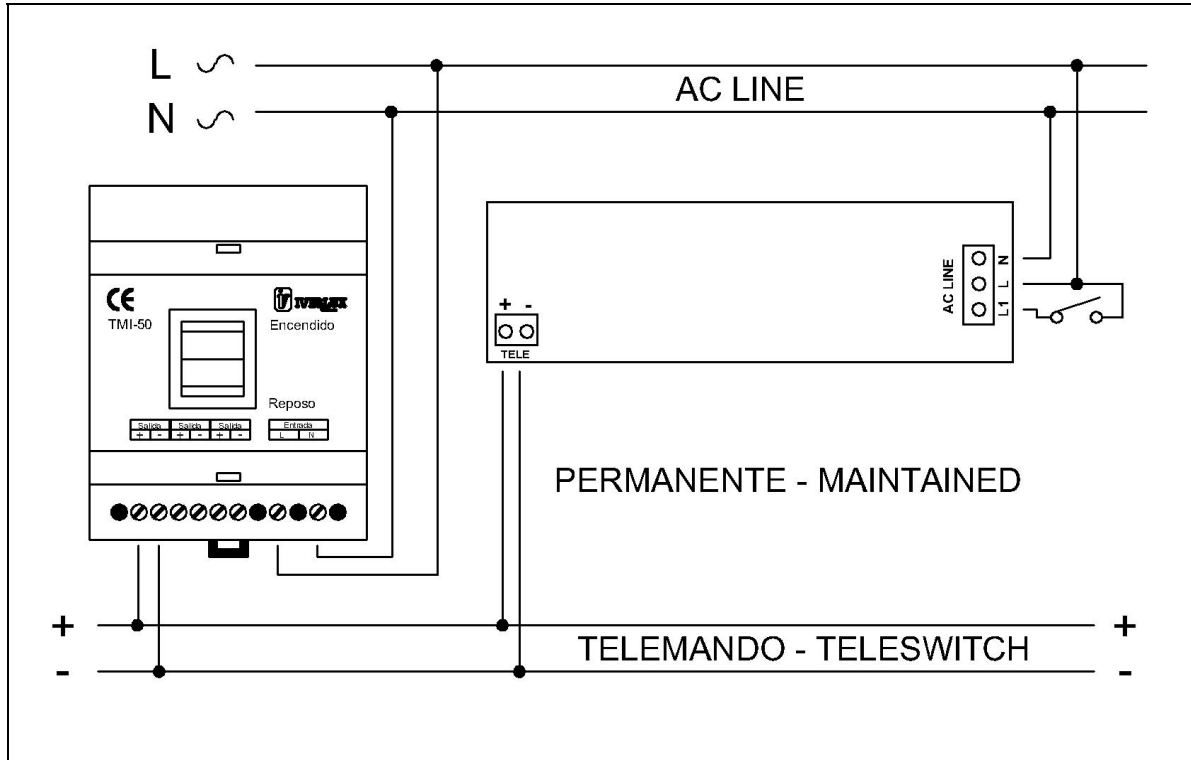 L
AC LINE
N
CE
IVERLUX
TMI-50
Encendido
Reposo
Salida Salida Salida Entrada
+ - + - + - L N
+ -
TELE
AC LINE
N
L
L1
PERMANENTE - MAINTAINED
+ +
TELEMANDO - TELESWITCH
- -